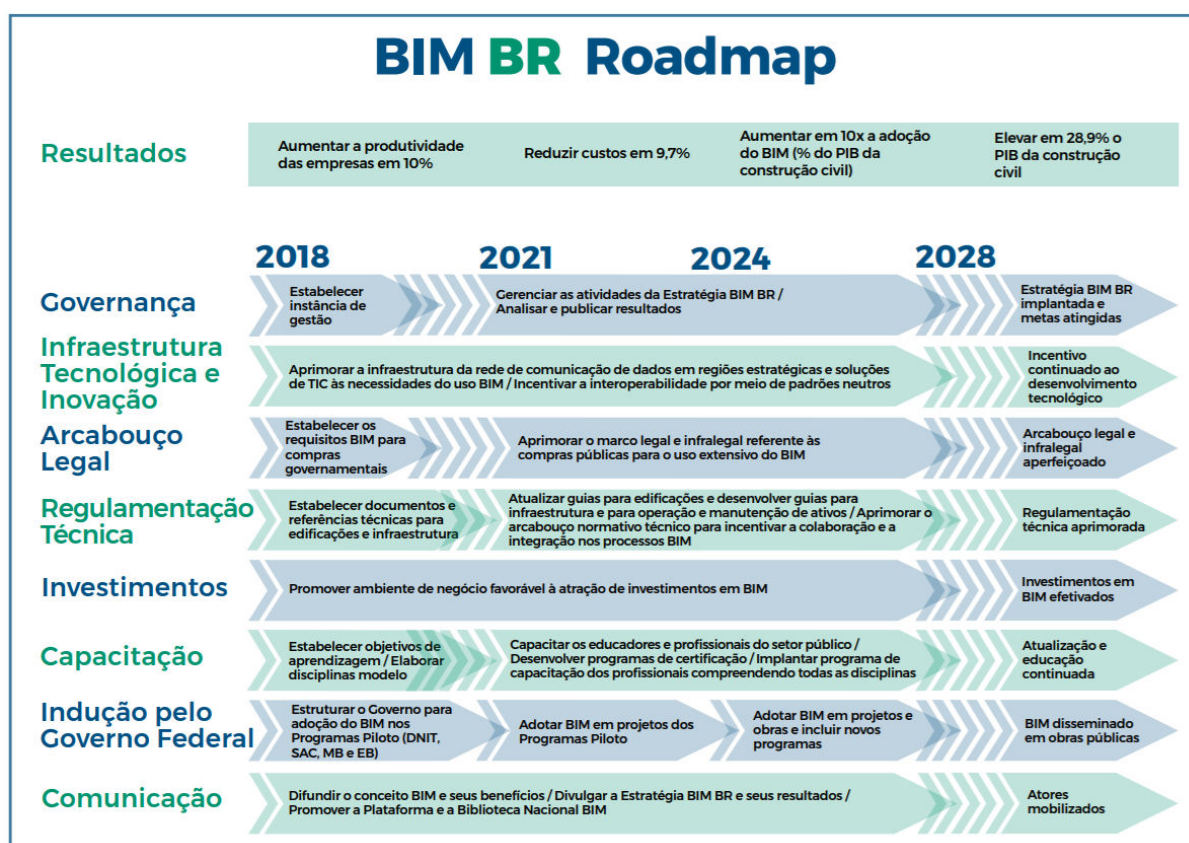 BIM BR Roadmap
Resultados
Aumentar a produtividade
das empresas em 10%
Reduzir custos em 9,7%
Aumentar em 10x a adoção
do BIM (% do PIB da
construção civil)
Elevar em 28,9% o
PIB da construção
civil
2018
2021
2024
2028
Governança
Estabelecer
instância de
gestão
Gerenciar as atividades da Estratégia BIM BR /
Analisar e publicar resultados
Estratégia BIM BR
implantada e
metas atingidas
Infraestrutura
Tecnológica e
Inovação
Aprimorar a infraestrutura da rede de comunicação de dados em regiões estratégicas e soluções
de TIC às necessidades do uso BIM / Incentivar a interoperabilidade por meio de padrões neutros
Incentivo
continuado ao
desenvolvimento
tecnológico
Arcabouço
Legal
Estabelecer os
requisitos BIM para
compras
governamentais
Aprimorar o marco legal e infralegal referente às
compras públicas para o uso extensivo do BIM
Arcabouço legal e
infralegal
aperfeiçoado
Regulamentação
Técnica
Estabelecer documentos e
referências técnicas para
edificações e infraestrutura
Atualizar guias para edificações e desenvolver guias para
infraestrutura e para operação e manutenção de ativos / Aprimorar o
arcabouço normativo técnico para incentivar a colaboração e a
integração nos processos BIM
Regulamentação
técnica aprimorada
Investimentos
Promover ambiente de negócio favorável à atração de investimentos em BIM
Investimentos em
BIM efetivados
Capacitação
Estabelecer objetivos de
aprendizagem / Elaborar
disciplinas modelo
Capacitar os educadores e profissionais do setor público /
Desenvolver programas de certificação / Implantar programa de
capacitação dos profissionais compreendendo todas as disciplinas
Atualização e
educação
continuada
Indução pelo
Governo Federal
Estruturar o Governo para
adoção do BIM nos
Programas Piloto (DNIT,
SAC, MB e EB)
Adotar BIM em projetos dos
Programas Piloto
Adotar BIM em projetos e
obras e incluir novos
programas
BIM disseminado
em obras públicas
Comunicação
Difundir o conceito BIM e seus benefícios / Divulgar a Estratégia BIM BR e seus resultados /
Promover a Plataforma e a Biblioteca Nacional BIM
Atores
mobilizados